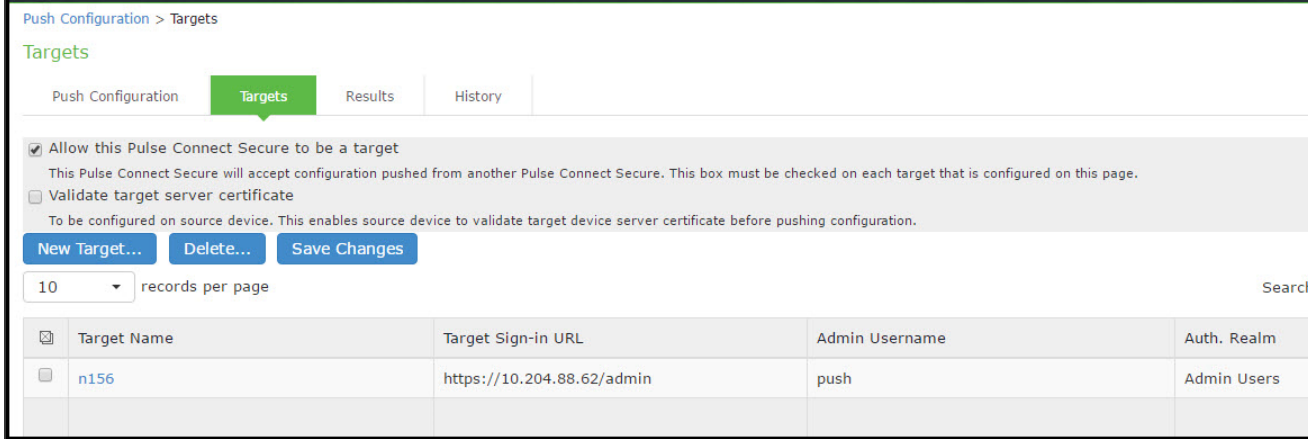 Push Configuration > Targets
Targets
Push Configuration Targets Results History
Allow this Pulse Connect Secure to be a target
This Pulse Connect Secure will accept configuration pushed from another Pulse Connect Secure. This box must be checked on each target that is configured on this page.
Validate target server certificate
To be configured on source device. This enables source device to validate target device server certificate before pushing configuration.
New Target... Delete... Save Changes
10 records per page Search
Target Name Target Sign-in URL Admin Username Auth. Realm
n156 https://10.204.88.62/admin push Admin Users